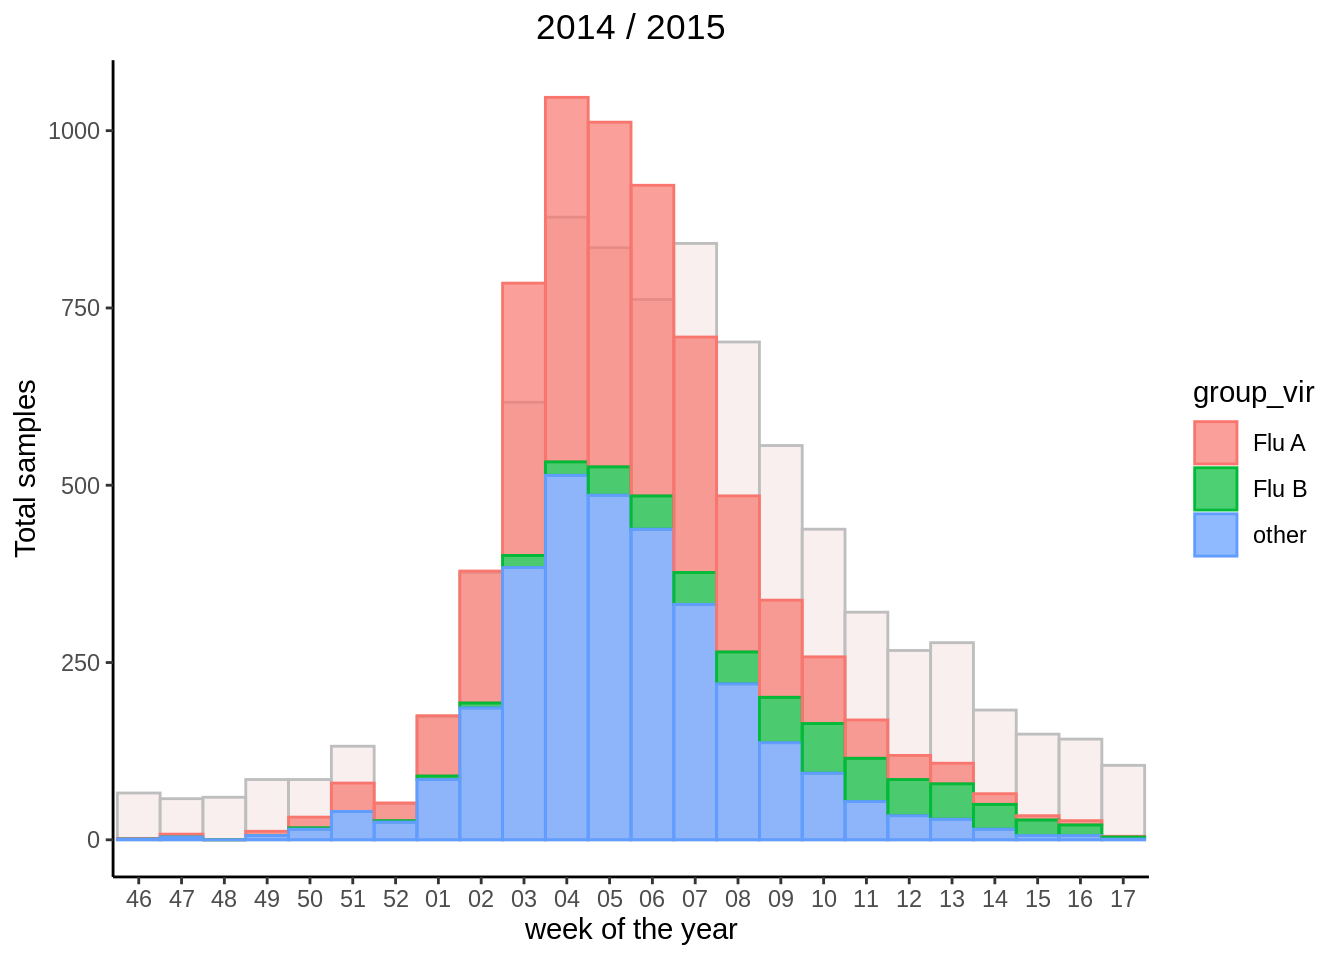 2014 / 2015
Total samples
1000
750
500
250
0
46 47 48 49 50 51 52 01 02 03 04 05 06 07 08 09 10 11 12 13 14 15 16 17
week of the year
group_vir
Flu A
Flu B
other